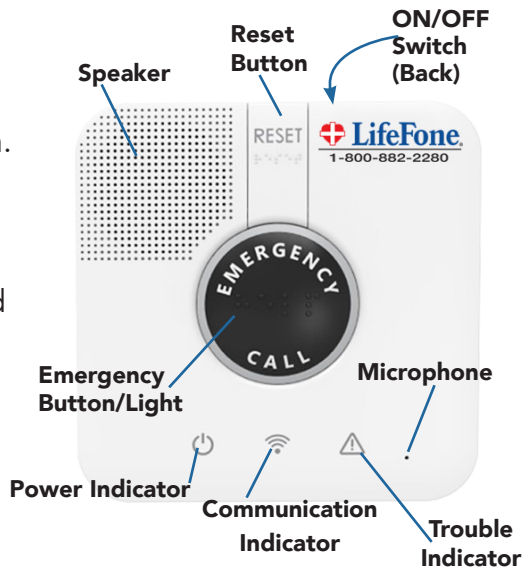 ON/OFF
Switch
(Back)
Reset
Button
Speaker
RESET
LifeFone
1-800-882-2280
EMERGENCY
CALL
Emergency
Button/Light
Microphone
Power Indicator
Communication
Indicator
Trouble
Indicator